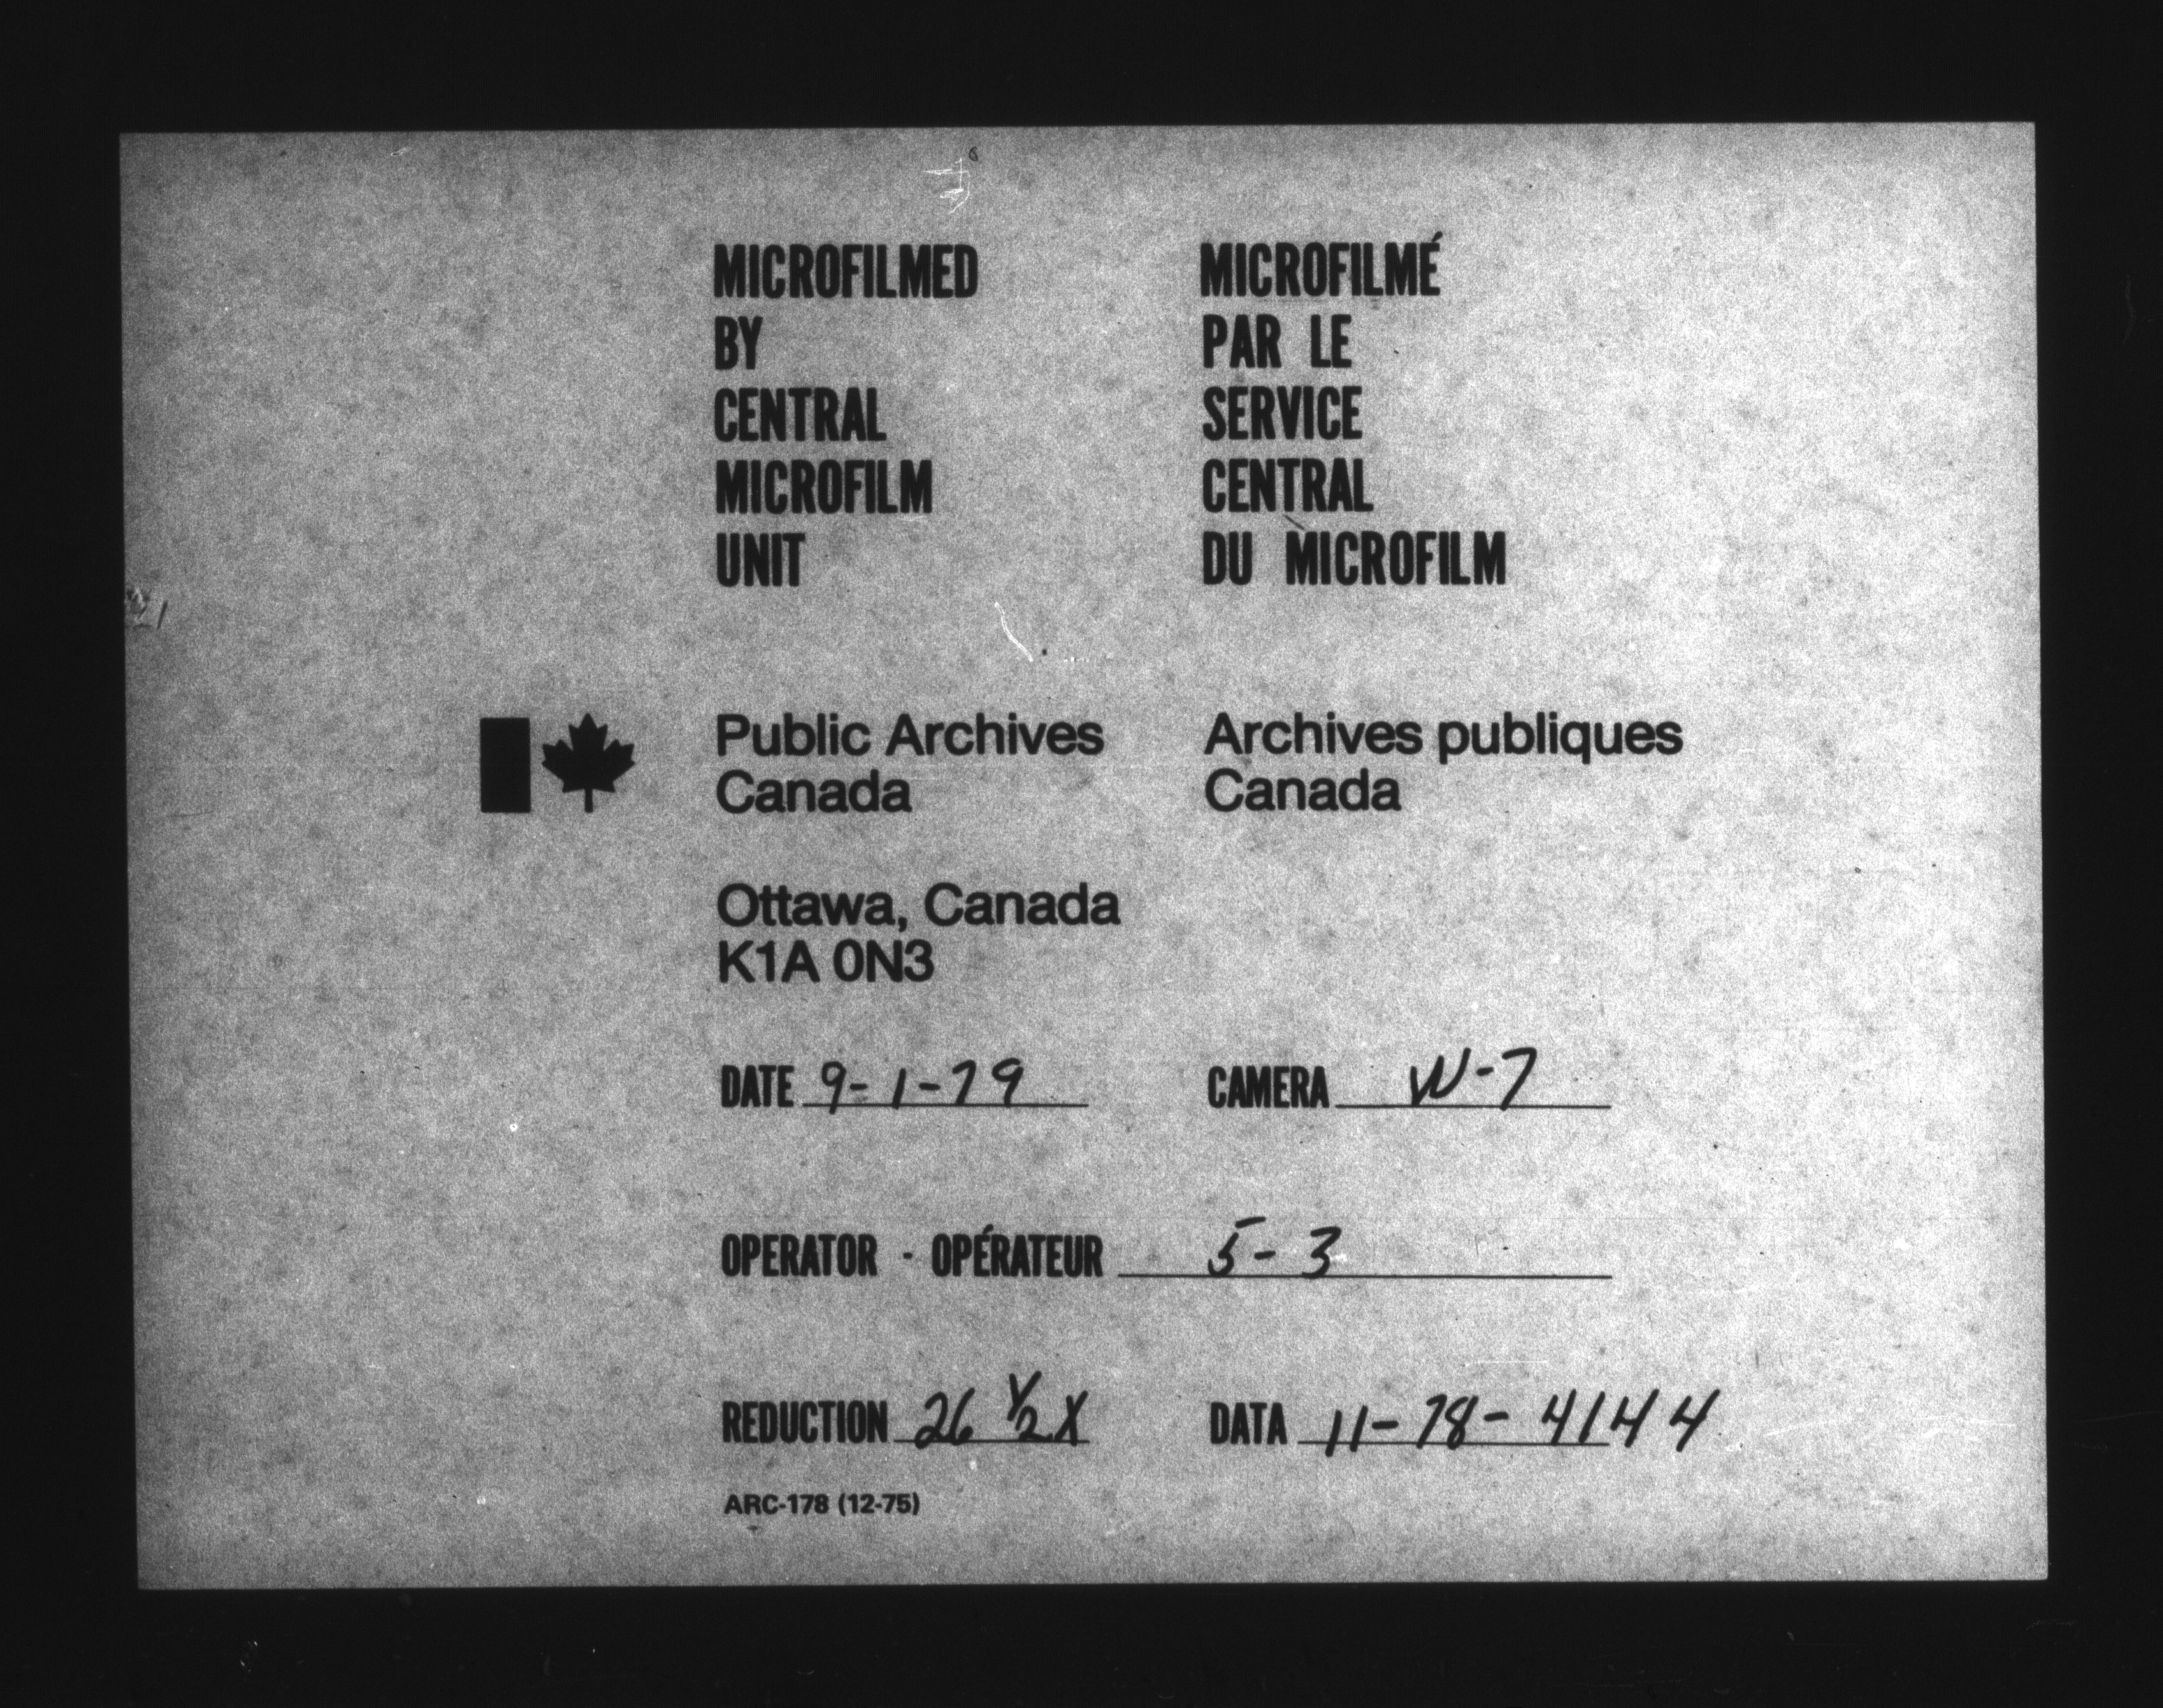 MICROFILMED
BY
CENTRAL
MICROFILM
UNIT
MICROFILMÉ
PAR LE
SERVICE
CENTRAL
DU MICROFILM
Public Archives
Canada
Archives publiques
Canada
Ottawa, Canada
K1A 0N3
DATE 9-1-79
CAMERA W-7
OPERATOR - OPÉRATEUR 5-3
REDUCTION 26 1/2 X
DATA 11-78-4144
ARC-178 (12-75)